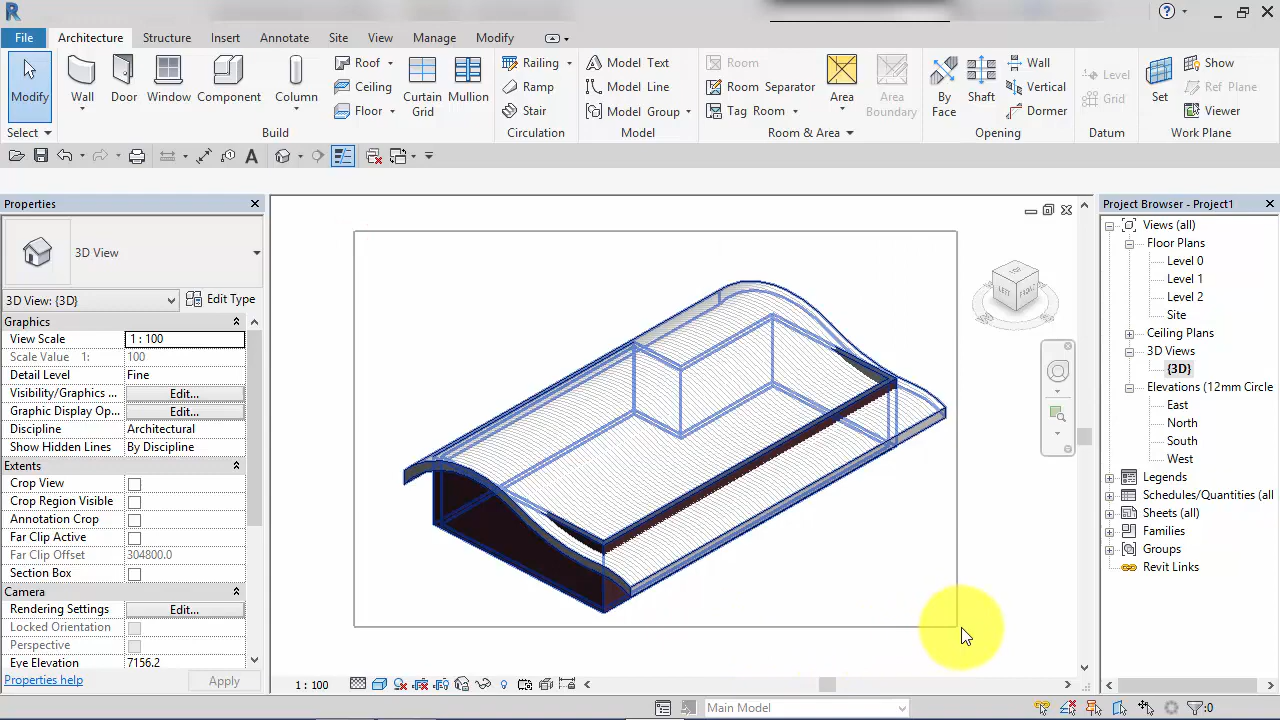 File
Architecture
Structure
Insert
Annotate
Site
View
Manage
Modify
Modify
Wall
Door
Window
Component
Column
Roof
Ceiling
Floor
Curtain
Grid
Mullion
Railing
Ramp
Stair
Model Text
Model Line
Model Group
Room
Room Separator
Tag Room
Area
Area
Boundary
By
Face
Shaft
Wall
Vertical
Dormer
Level
Grid
Set
Show
Ref Plane
Viewer
Select
Build
Circulation
Model
Room & Area
Opening
Datum
Work Plane
Properties
3D View
3D View: {3D}
Edit Type
Graphics
View Scale 1 : 100
Scale Value 1: 100
Detail Level Fine
Visibility/Graphics ... Edit...
Graphic Display Op... Edit...
Discipline Architectural
Show Hidden Lines By Discipline
Extents
Crop View
Crop Region Visible
Annotation Crop
Far Clip Active
Far Clip Offset 304800.0
Section Box
Camera
Rendering Settings Edit...
Locked Orientation
Perspective
Eye Elevation 7156.2
Properties help
Apply
TOP
LEFT
FRONT
1 : 100
Main Model
:0
Project Browser - Project1
Views (all)
Floor Plans
Level 0
Level 1
Level 2
Site
Ceiling Plans
3D Views
{3D}
Elevations (12mm Circle
East
North
South
West
Legends
Schedules/Quantities (all)
Sheets (all)
Families
Groups
Revit Links